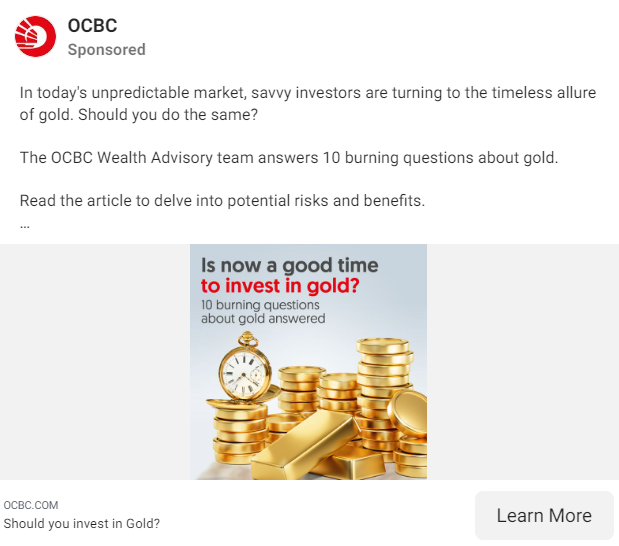 OCBC
Sponsored
In today's unpredictable market, savvy investors are turning to the timeless allure
of gold. Should you do the same?
The OCBC Wealth Advisory team answers 10 burning questions about gold.
Read the article to delve into potential risks and benefits.
...
Is now a good time
to invest in gold?
10 burning questions
about gold answered
OCBC.COM
Should you invest in Gold?
Learn More